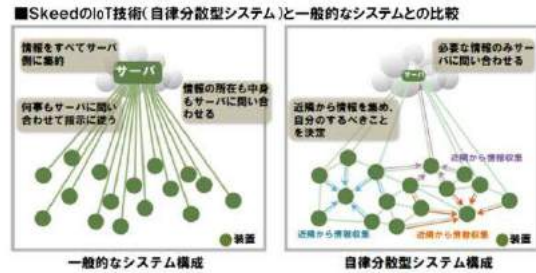 ■SkeedのIoT技術(自律分散型システム)と一般的なシステムとの比較
情報をすべてサーバ
側に集約
サーバ
情報の所在も中身
もサーバに問い合
わせる
何事もサーバに問い
合わせて指示に従う
装置
一般的なシステム構成
必要な情報のみサー
バに問い合わせる
サーバ
近隣から情報を集め、
自分のするべきこと
を決定
近隣から情報収集
近隣から情報収集
近隣から情報収集
装置
自律分散型システム構成